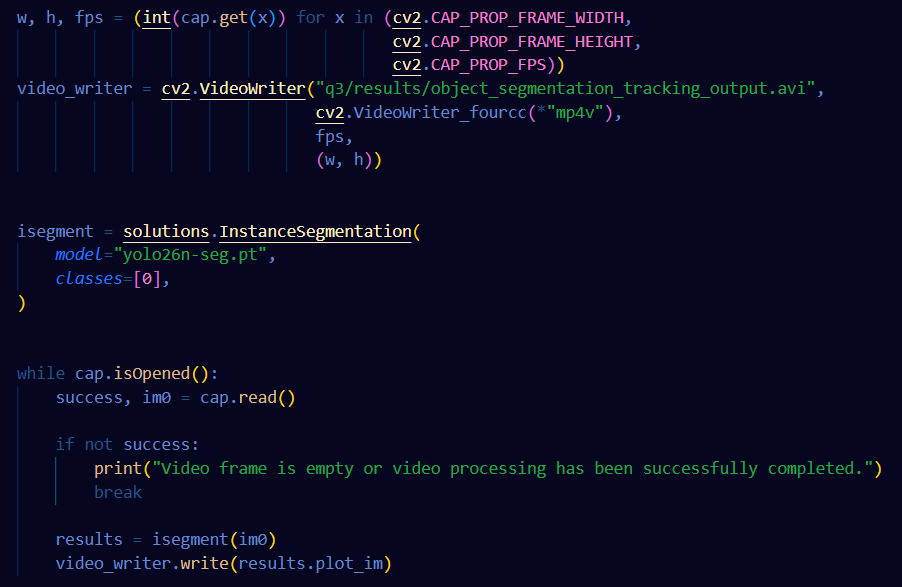 w, h, fps = (int(cap.get(x)) for x in (cv2.CAP_PROP_FRAME_WIDTH,
cv2.CAP_PROP_FRAME_HEIGHT,
cv2.CAP_PROP_FPS))
video_writer = cv2.VideoWriter("q3/results/object_segmentation_tracking_output.avi",
cv2.VideoWriter_fourcc(*"mp4v"),
fps,
(w, h))
isegment = solutions.InstanceSegmentation(
model="yolo26n-seg.pt",
classes=[0],
)
while cap.isOpened():
success, im0 = cap.read()
if not success:
print("Video frame is empty or video processing has been successfully completed.")
break
results = isegment(im0)
video_writer.write(results.plot_im)